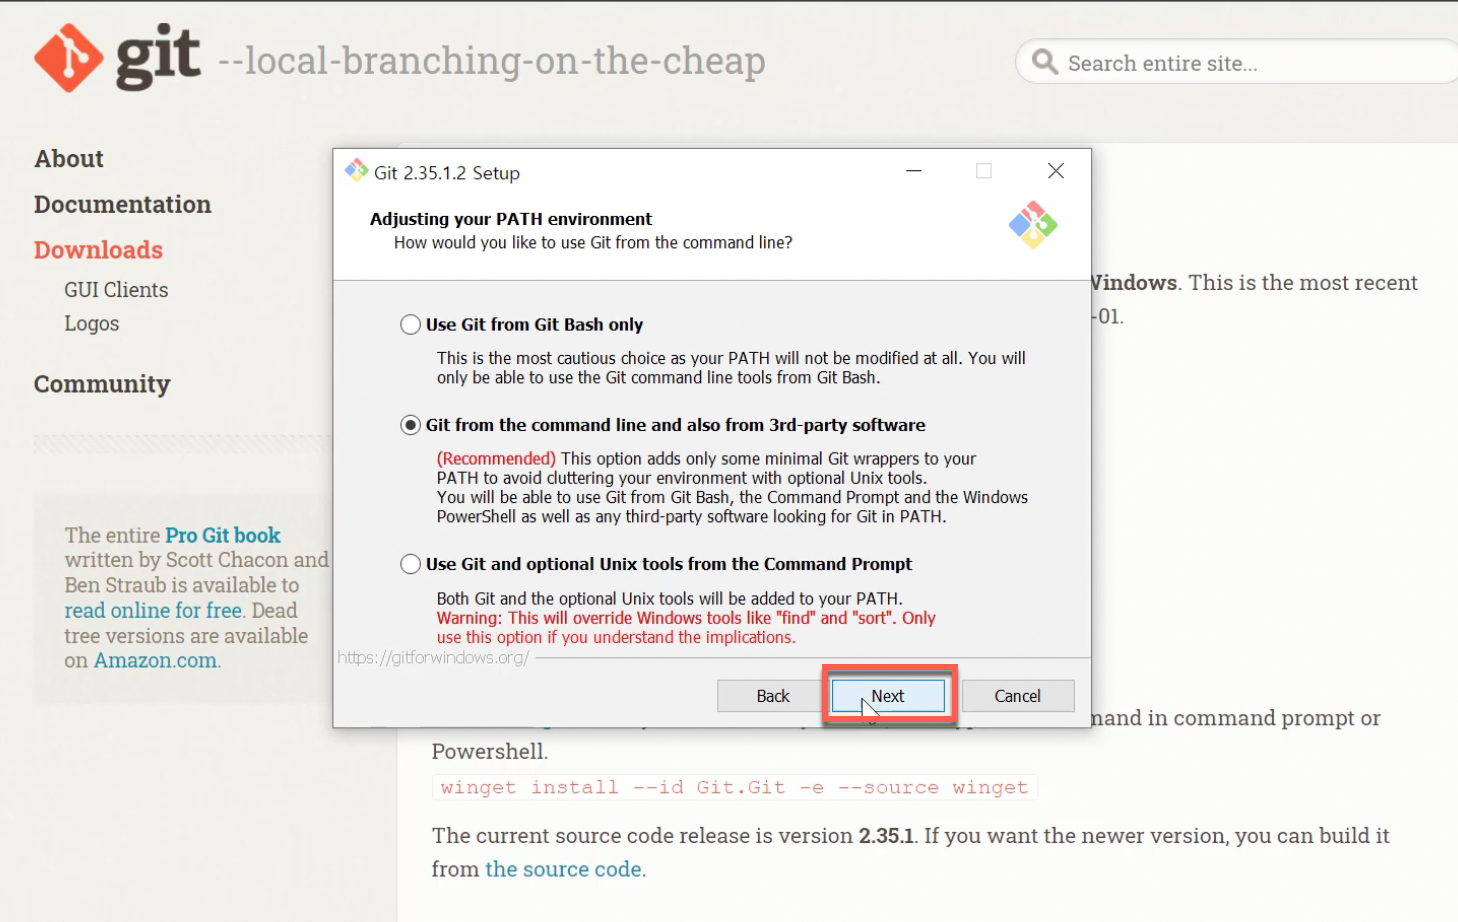 git --local-branching-on-the-cheap
Search entire site...
About
Documentation
Downloads
GUI Clients
Logos
Community
The entire Pro Git book
written by Scott Chacon and
Ben Straub is available to
read online for free. Dead
tree versions are available
on Amazon.com.
Git 2.35.1.2 Setup
Adjusting your PATH environment
How would you like to use Git from the command line?
Use Git from Git Bash only
This is the most cautious choice as your PATH will not be modified at all. You will
only be able to use the Git command line tools from Git Bash.
Git from the command line and also from 3rd-party software
(Recommended) This option adds only some minimal Git wrappers to your
PATH to avoid cluttering your environment with optional Unix tools.
You will be able to use Git from Git Bash, the Command Prompt and the Windows
PowerShell as well as any third-party software looking for Git in PATH.
Use Git and optional Unix tools from the Command Prompt
Both Git and the optional Unix tools will be added to your PATH.
Warning: This will override Windows tools like "find" and "sort". Only
use this option if you understand the implications.
https://gitforwindows.org/
Back
Next
Cancel
Windows. This is the most recent
-01.
mand in command prompt or
Powershell.
winget install --id Git.Git -e --source winget
The current source code release is version 2.35.1. If you want the newer version, you can build it
from the source code.